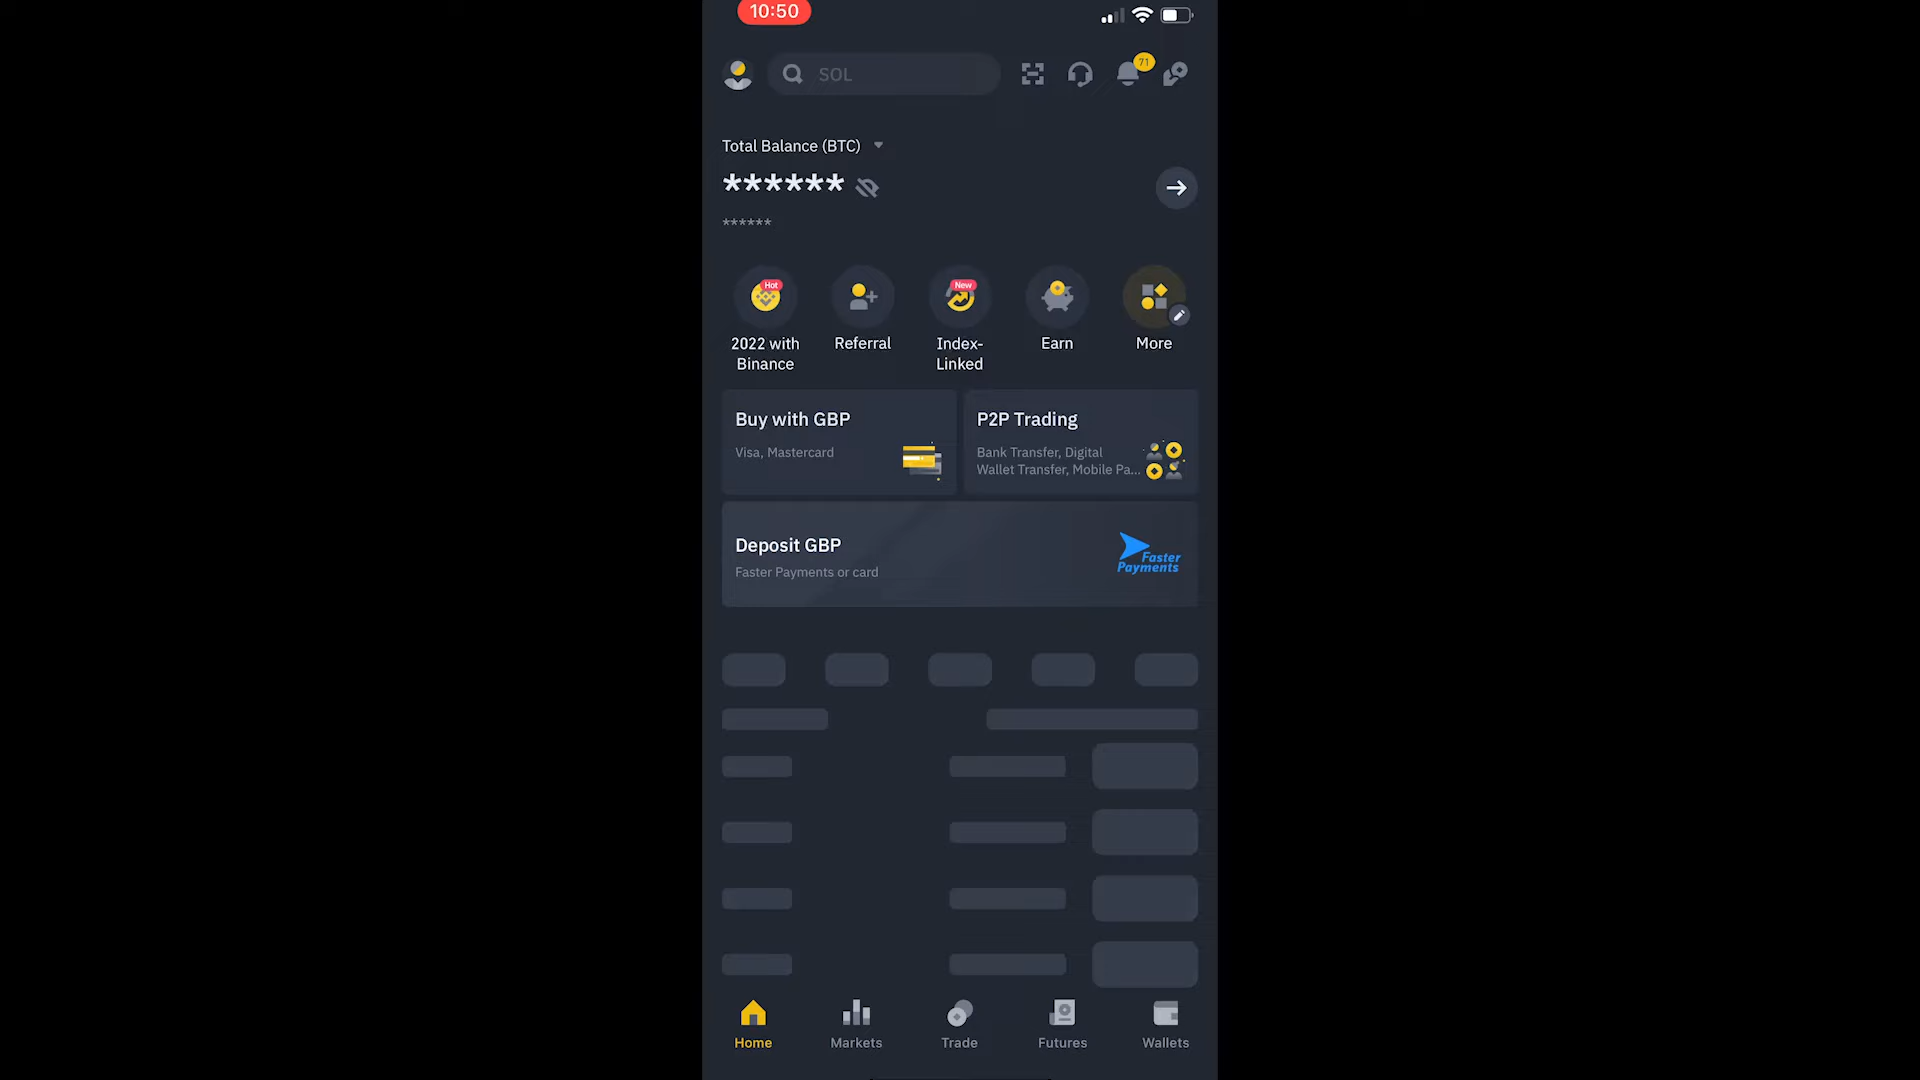 10:50
SOL
71
Total Balance (BTC)
******
******
Hot
New
2022 with
Binance
Referral
Index-
Linked
Earn
More
Buy with GBP
Visa, Mastercard
P2P Trading
Bank Transfer, Digital
Wallet Transfer, Mobile Pa...
Deposit GBP
Faster Payments or card
Faster
Payments
Home
Markets
Trade
Futures
Wallets